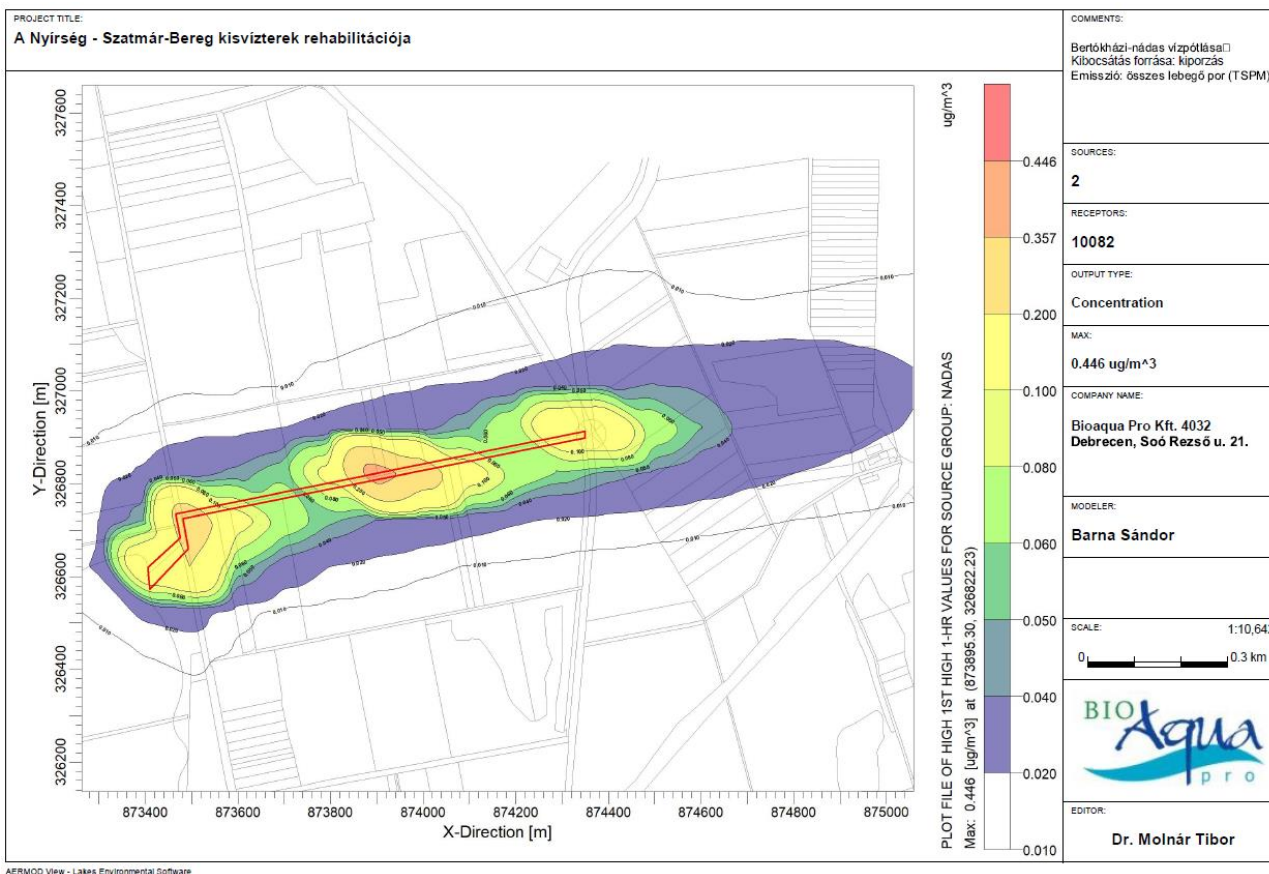 PROJECT TITLE:
A Nyírség - Szatmár-Bereg kisvízterek rehabilitációja
COMMENTS:
Bertókházi-nádas vízpótlása□
Kibocsátás forrása: kiporzás
Emisszió: összes lebegő por (TSPM)
SOURCES:
2
RECEPTORS:
10082
OUTPUT TYPE:
Concentration
MAX:
0.446 ug/m^3
COMPANY NAME:
Bioaqua Pro Kft. 4032
Debrecen, Soó Rezső u. 21.
MODELER:
Barna Sándor
SCALE:
0
0.3 km
BIO Aqua pro
EDITOR:
Dr. Molnár Tibor
Y-Direction [m]
327600
327400
327200
327000
326800
326600
326400
326200
873400 873600 873800 874000 874200 874400 874600 874800 875000
X-Direction [m]
PLOT FILE OF HIGH 1ST HIGH 1-HR VALUES FOR SOURCE GROUP: NADAS
Max: 0.446 [ug/m^3] at (873895.30, 326822.23)
ug/m^3
0.446
0.357
0.200
0.100
0.080
0.060
0.050
0.040
0.020
0.010
AERMOD View - Lakes Environmental Software